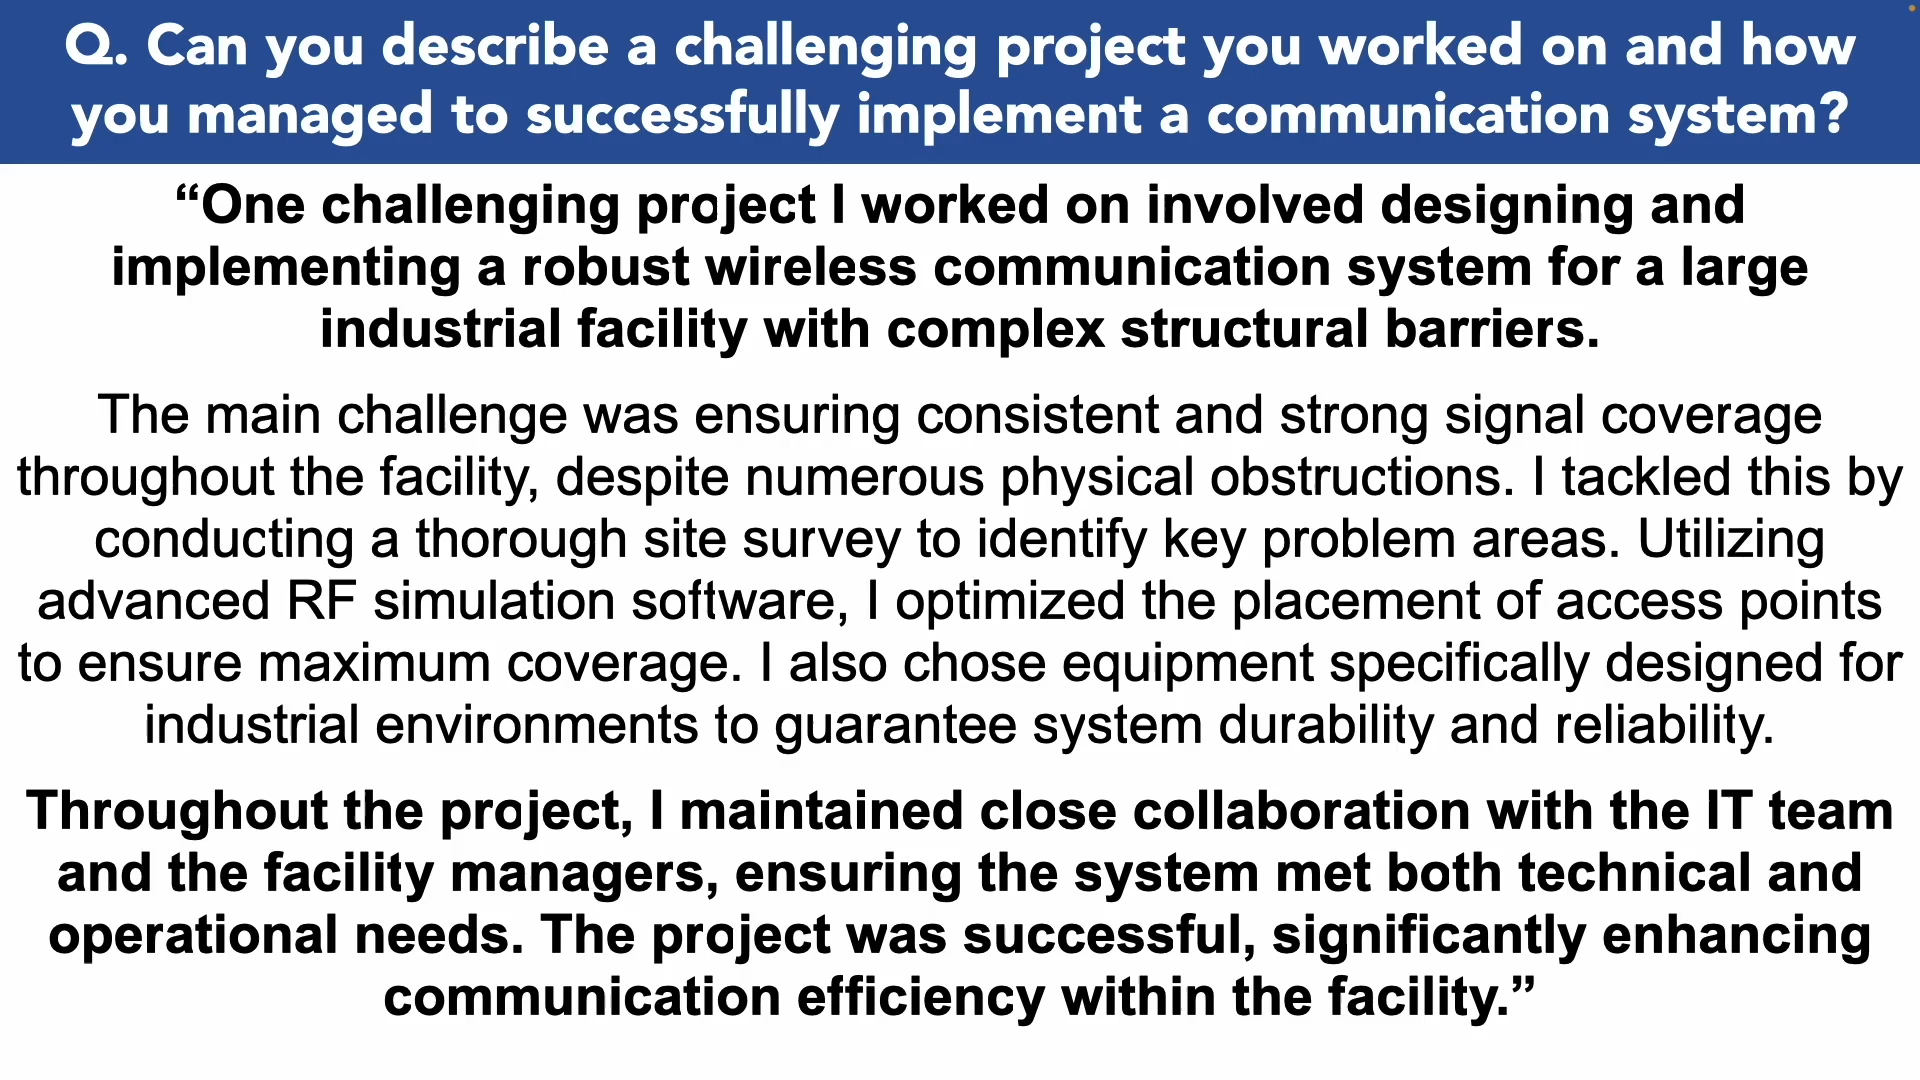 Q. Can you describe a challenging project you worked on and how
you managed to successfully implement a communication system?
“One challenging project I worked on involved designing and
implementing a robust wireless communication system for a large
industrial facility with complex structural barriers.
The main challenge was ensuring consistent and strong signal coverage
throughout the facility, despite numerous physical obstructions. I tackled this by
conducting a thorough site survey to identify key problem areas. Utilizing
advanced RF simulation software, I optimized the placement of access points
to ensure maximum coverage. I also chose equipment specifically designed for
industrial environments to guarantee system durability and reliability.
Throughout the project, I maintained close collaboration with the IT team
and the facility managers, ensuring the system met both technical and
operational needs. The project was successful, significantly enhancing
communication efficiency within the facility.”